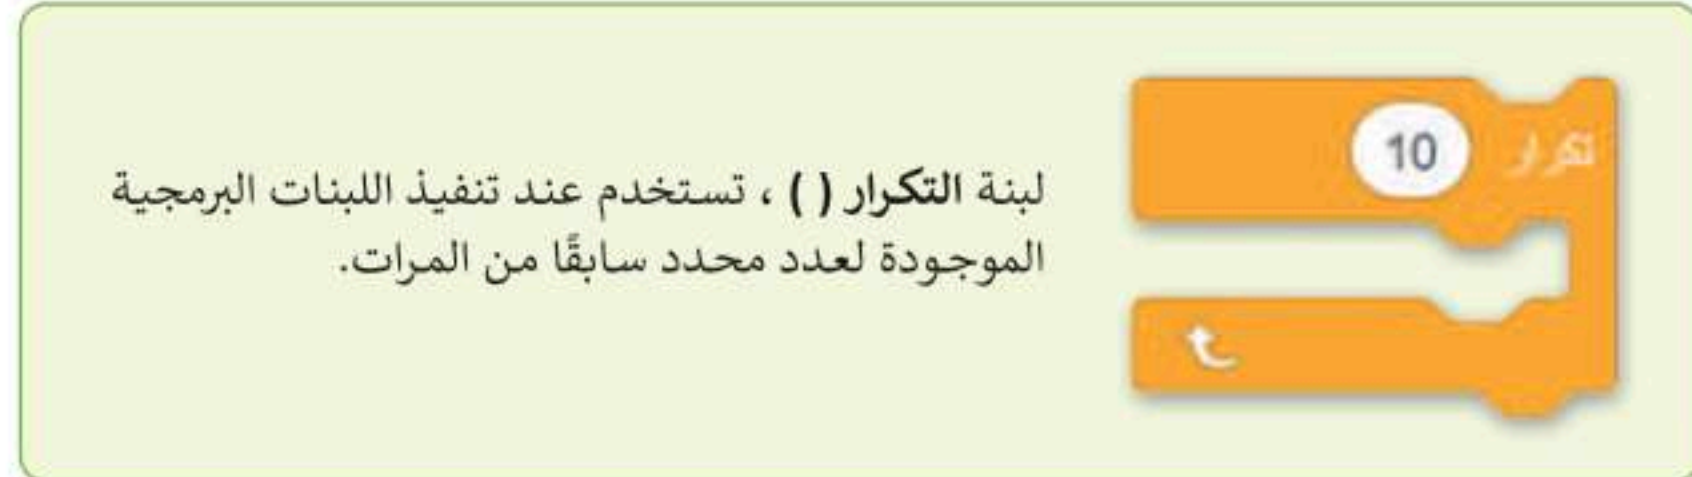 تكرار 10
لبنة التكرار ( ) ، تستخدم عند تنفيذ اللبنات البرمجية
الموجودة لعدد محدد سابقًا من المرات.